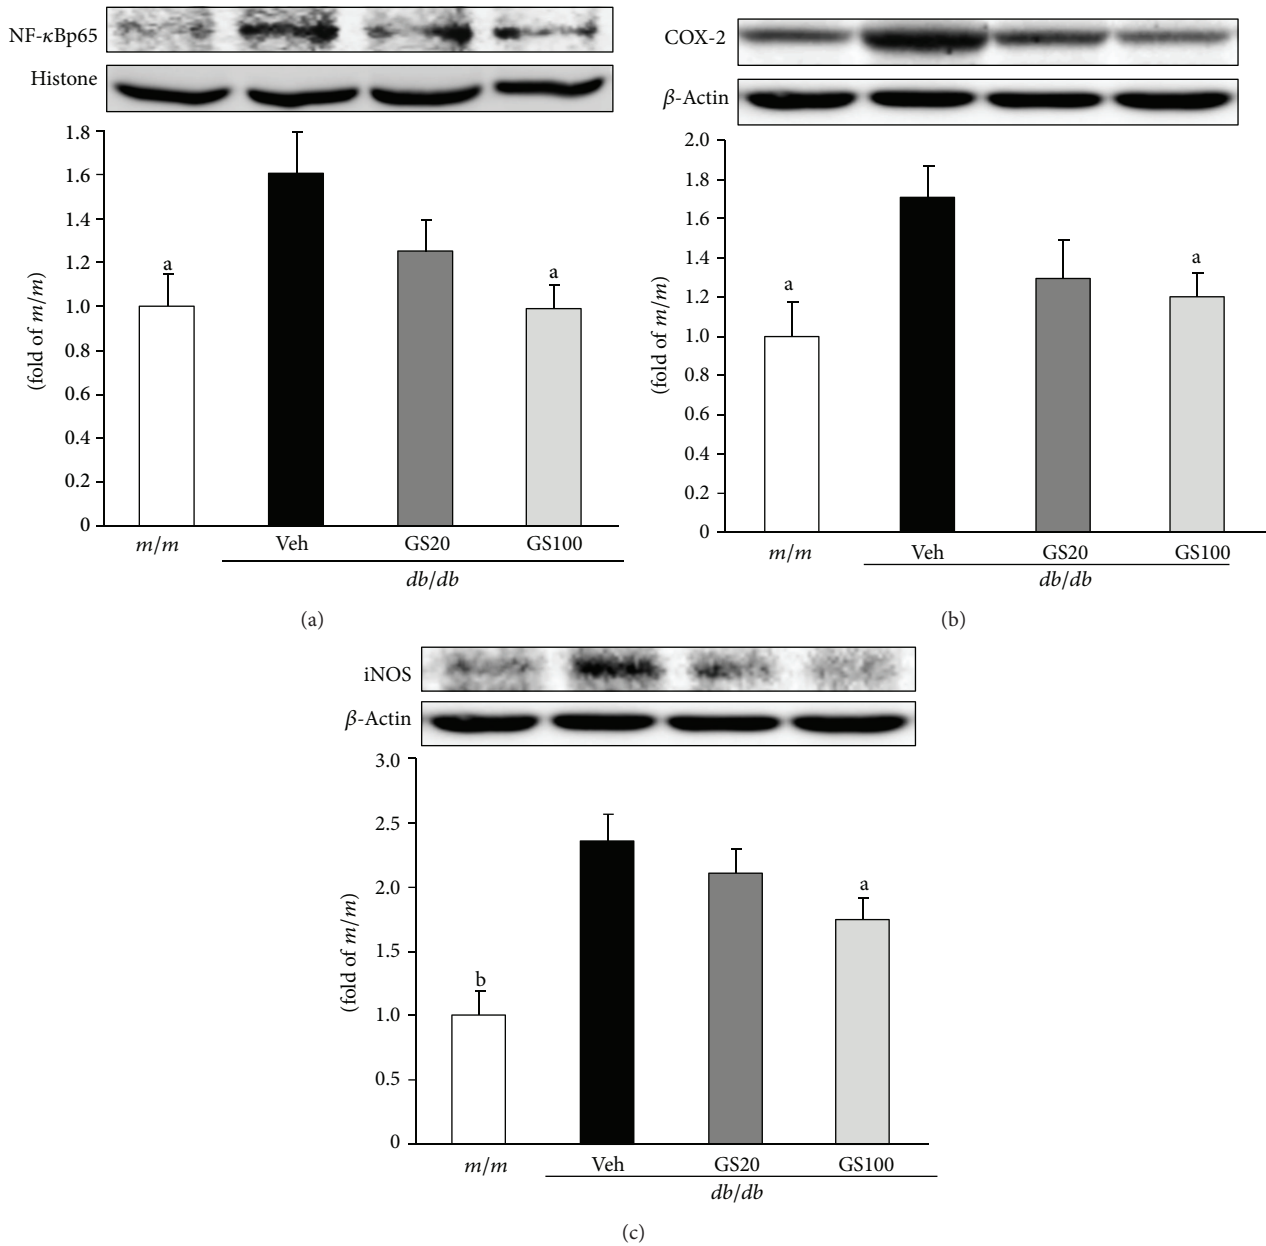 NF-κBp65
Histone
1.8
1.6
1.4
1.2
1.0
0.8
0.6
0.4
0.2
0
(fold of m/m)
a
a
m/m Veh GS20 GS100
db/db
(a)
COX-2
β-Actin
2.0
1.8
1.6
1.4
1.2
1.0
0.8
0.6
0.4
0.2
0
(fold of m/m)
a
a
m/m Veh GS20 GS100
db/db
(b)
iNOS
β-Actin
3.0
2.5
2.0
1.5
1.0
0.5
0
(fold of m/m)
b
a
m/m Veh GS20 GS100
db/db
(c)